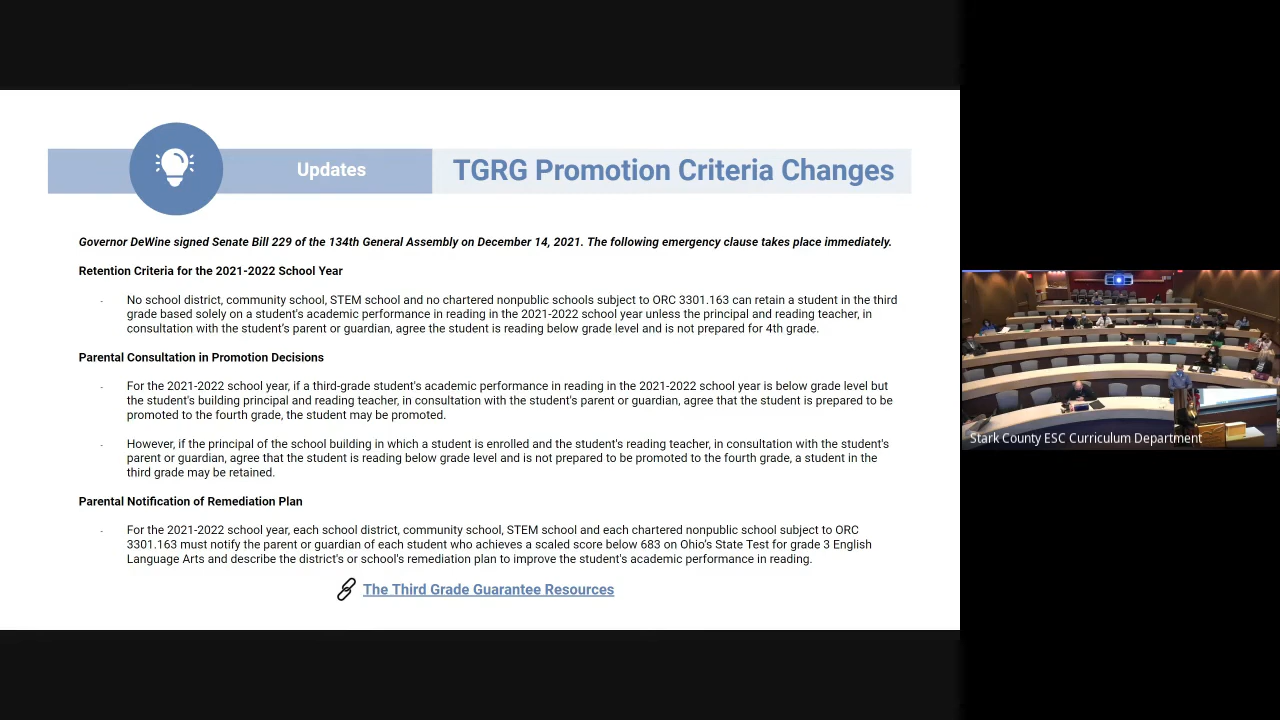 Updates
TGRG Promotion Criteria Changes
Governor DeWine signed Senate Bill 229 of the 134th General Assembly on December 14, 2021. The following emergency clause takes place immediately.
Retention Criteria for the 2021-2022 School Year
- No school district, community school, STEM school and no chartered nonpublic schools subject to ORC 3301.163 can retain a student in the third
grade based solely on a student's academic performance in reading in the 2021-2022 school year unless the principal and reading teacher, in
consultation with the student's parent or guardian, agree the student is reading below grade level and is not prepared for 4th grade.
Parental Consultation in Promotion Decisions
- For the 2021-2022 school year, if a third-grade student's academic performance in reading in the 2021-2022 school year is below grade level but
the student's building principal and reading teacher, in consultation with the student's parent or guardian, agree that the student is prepared to be
promoted to the fourth grade, the student may be promoted.
- However, if the principal of the school building in which a student is enrolled and the student's reading teacher, in consultation with the student's
parent or guardian, agree that the student is reading below grade level and is not prepared to be promoted to the fourth grade, a student in the
third grade may be retained.
Parental Notification of Remediation Plan
- For the 2021-2022 school year, each school district, community school, STEM school and each chartered nonpublic school subject to ORC
3301.163 must notify the parent or guardian of each student who achieves a scaled score below 683 on Ohio's State Test for grade 3 English
Language Arts and describe the district's or school's remediation plan to improve the student's academic performance in reading.
The Third Grade Guarantee Resources
Stark County ESC Curriculum Department